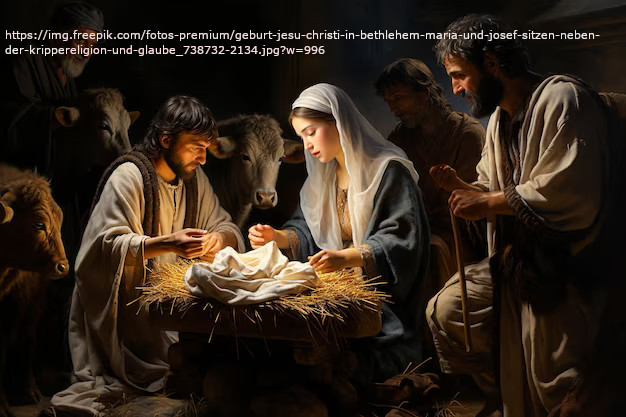 https://img.freepik.com/fotos-premium/geburt-jesu-christi-in-bethlehem-maria-und-josef-sitzen-neben-
der-krippereligion-und-glaube_738732-2134.jpg?w=996